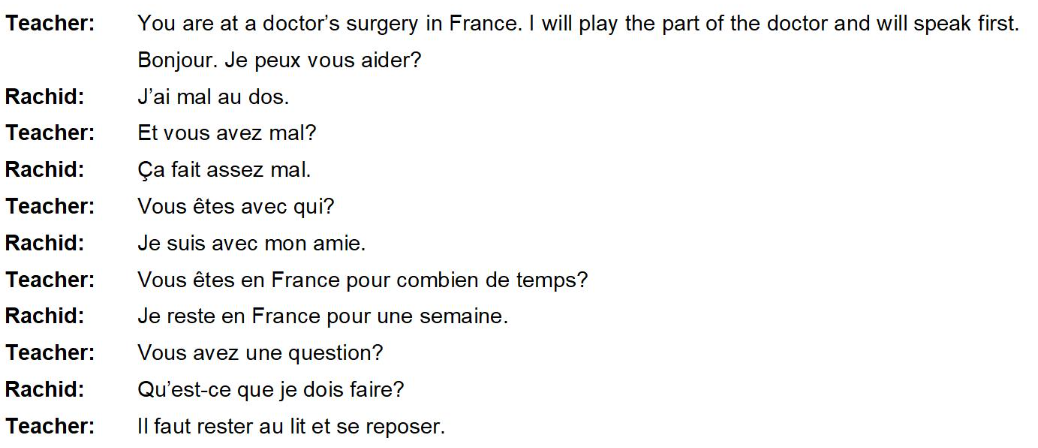 Teacher: You are at a doctor’s surgery in France. I will play the part of the doctor and will speak first.
Bonjour. Je peux vous aider?
Rachid: J’ai mal au dos.
Teacher: Et vous avez mal?
Rachid: Ça fait assez mal.
Teacher: Vous êtes avec qui?
Rachid: Je suis avec mon amie.
Teacher: Vous êtes en France pour combien de temps?
Rachid: Je reste en France pour une semaine.
Teacher: Vous avez une question?
Rachid: Qu’est-ce que je dois faire?
Teacher: Il faut rester au lit et se reposer.